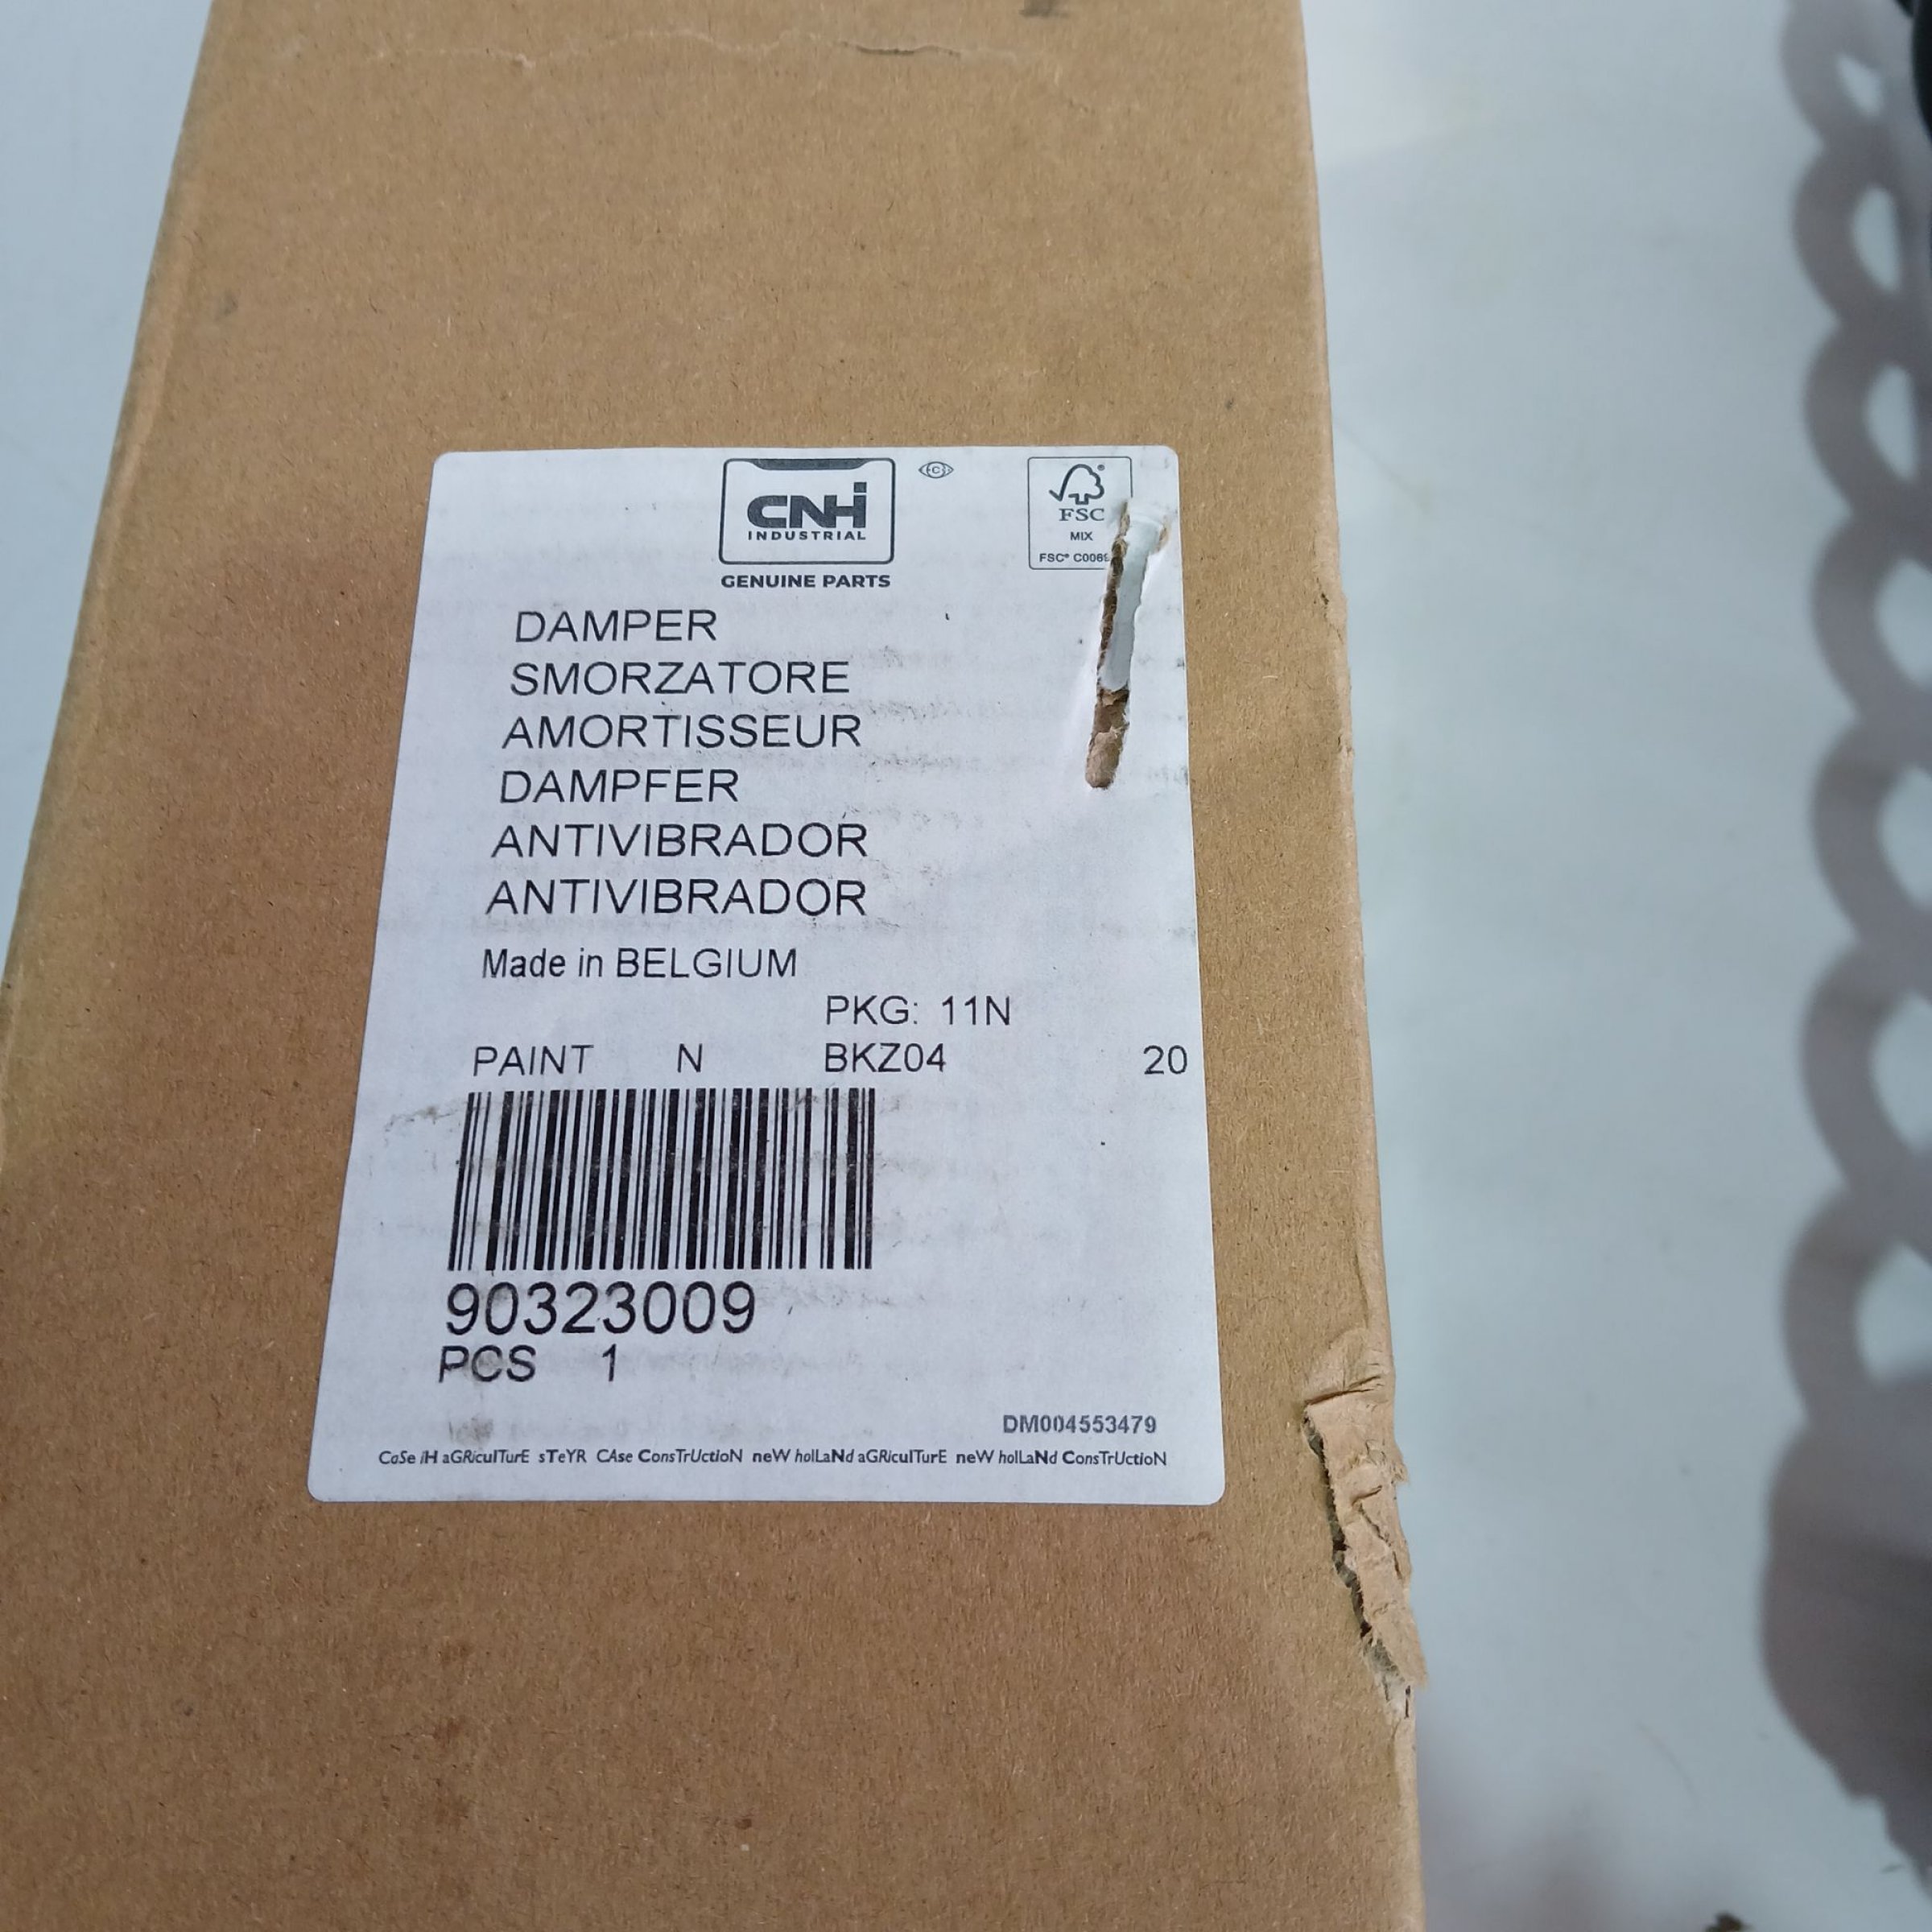 CNH
INDUSTRIAL
GENUINE PARTS
FSC
MIX
DAMPER
SMORZATORE
AMORTISSEUR
DAMPFER
ANTIVIBRADOR
ANTIVIBRADOR
Made in BELGIUM
PKG: 11N
PAINT N BKZ04 20
90323009
PCS 1
DM004553479
CaSe iH aGRiculTurE sTeYR CAse ConsTrUctioN neW holLaNd aGRiculTurE neW holLaNd ConsTrUctioN